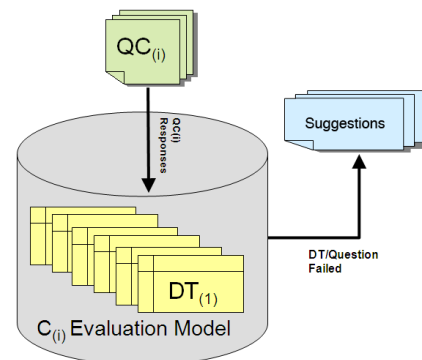 QC(i)
QC(i)
Responses
Suggestions
DT/Question
Failed
DT(1)
C(i) Evaluation Model